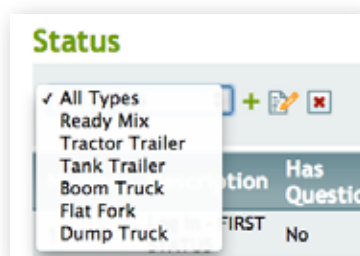 Status
✓ All Types
Ready Mix
Tractor Trailer
Tank Trailer
Boom Truck
Flat Fork
Dump Truck
Has
Questio
FIRST
No